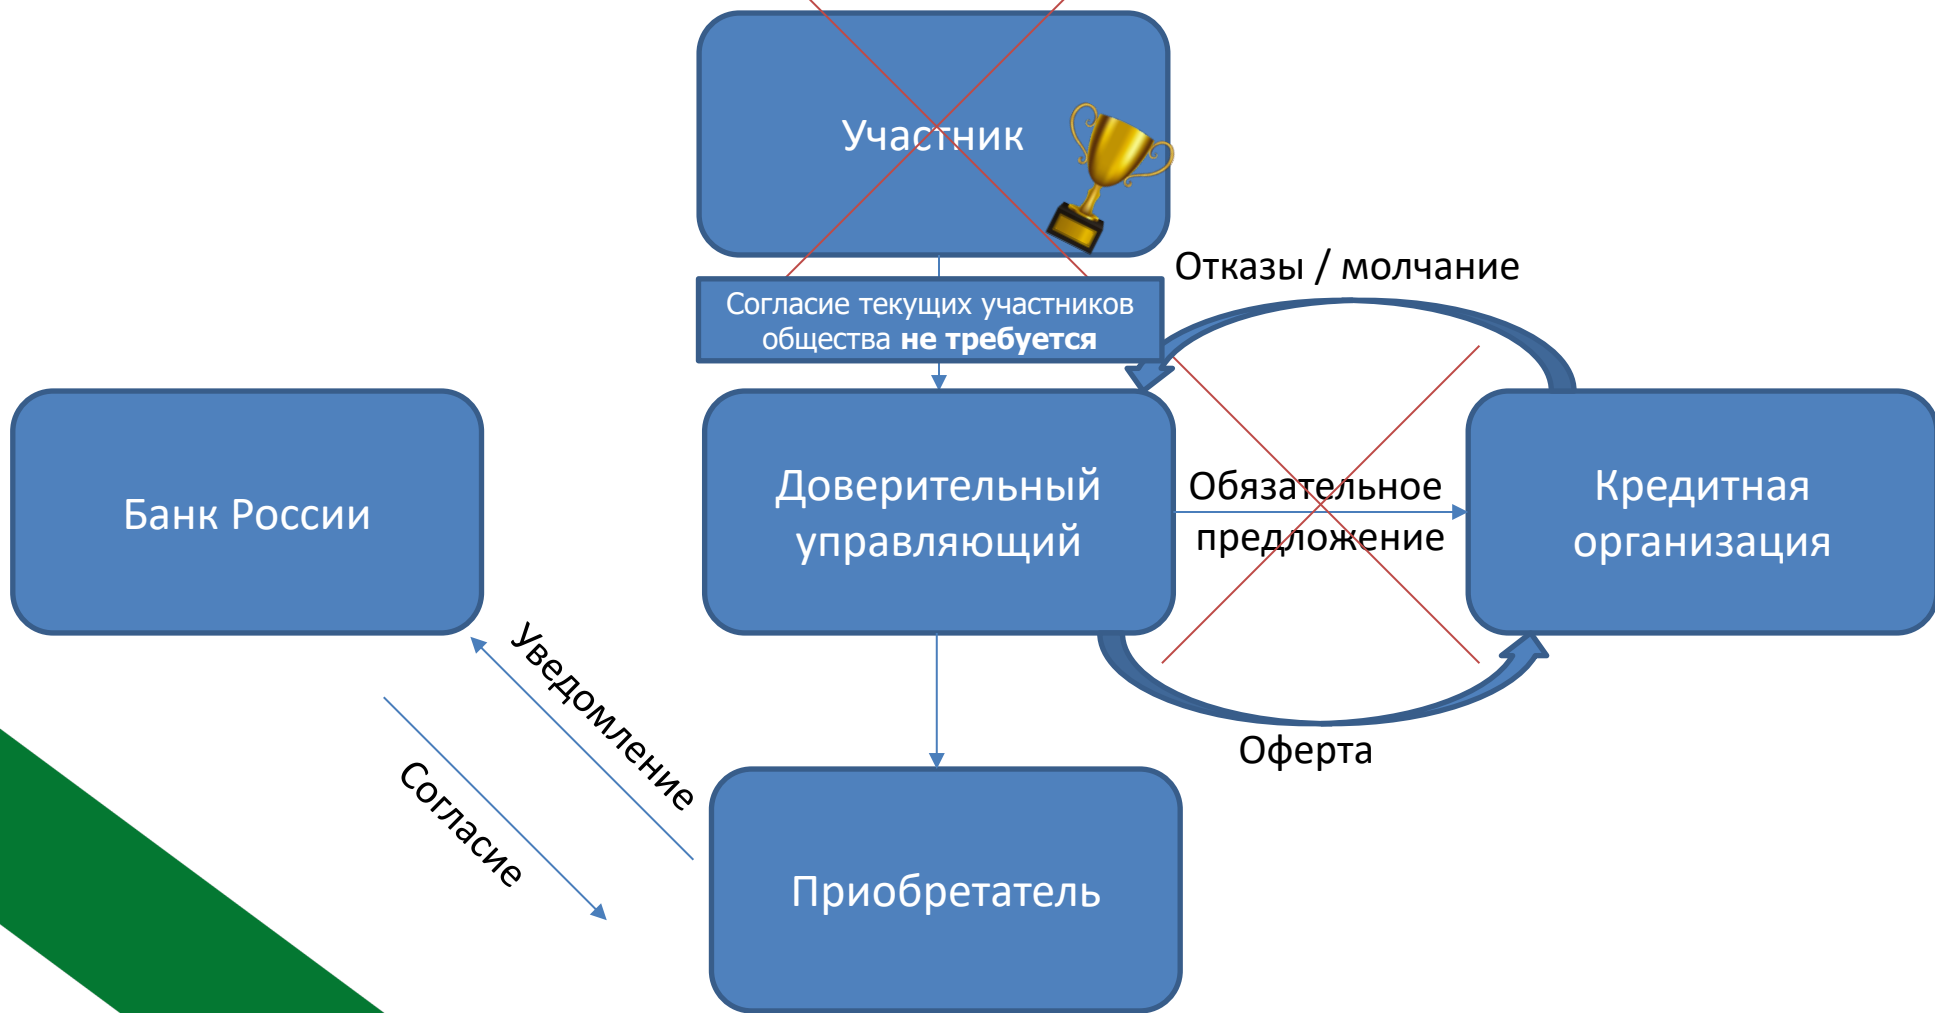 Участник
Отказы / молчание
Согласие текущих участников
общества не требуется
Банк России
Доверительный
управляющий
Обязательное
предложение
Кредитная
организация
Уведомление
Согласие
Оферта
Приобретатель